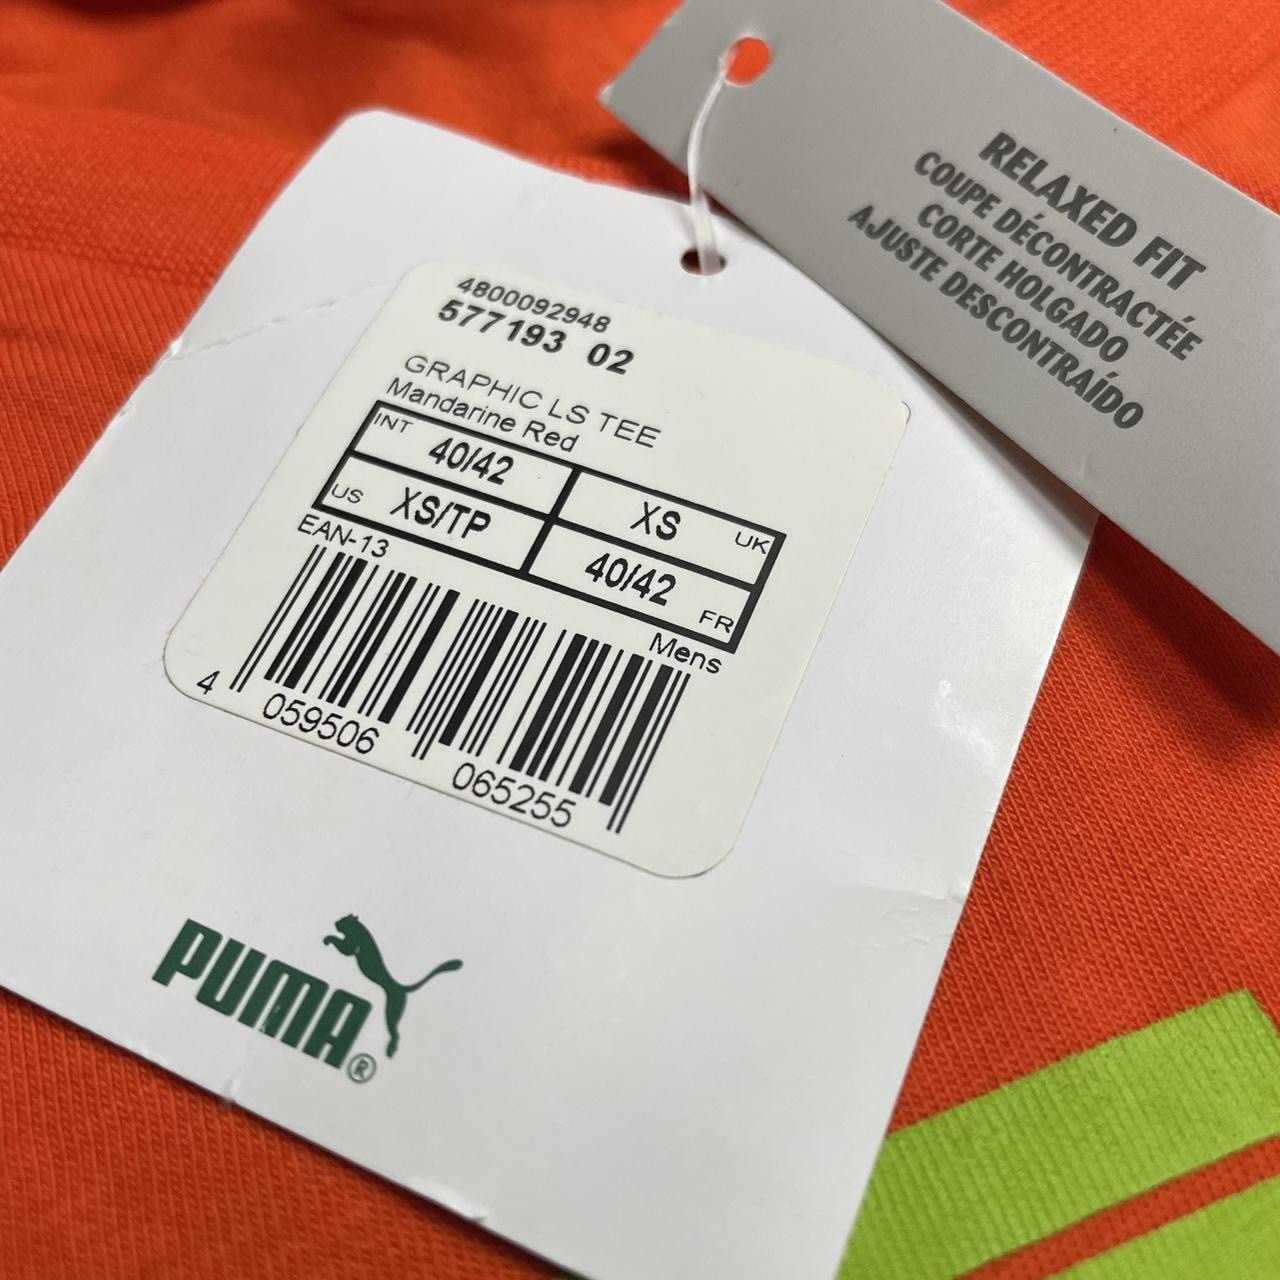 RELAXED FIT
COUPE DÉCONTRACTÉE
CORTE HOLGADO
AJUSTE DESCONTRAÍDO
4800092948
577193 02
GRAPHIC LS TEE
Mandarine Red
INT 40/42 XS UK
US XS/TP 40/42 FR
EAN-13 Mens
4 059506 065255
PUMA®